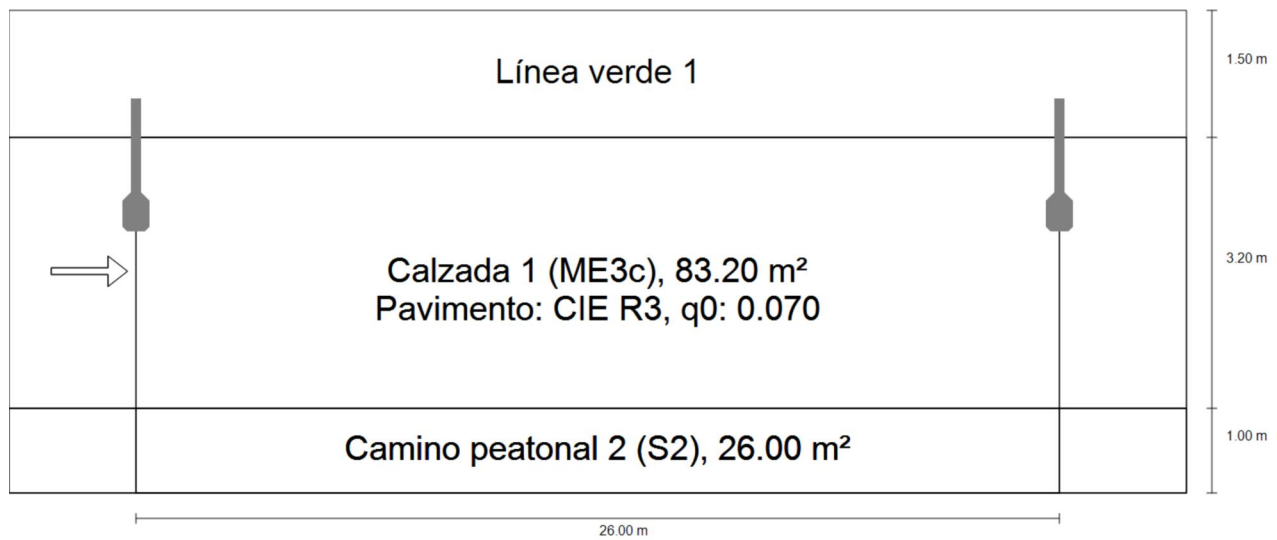 Línea verde 1
1.50 m
Calzada 1 (ME3c), 83.20 m²
Pavimento: CIE R3, q0: 0.070
3.20 m
Camino peatonal 2 (S2), 26.00 m²
1.00 m
26.00 m